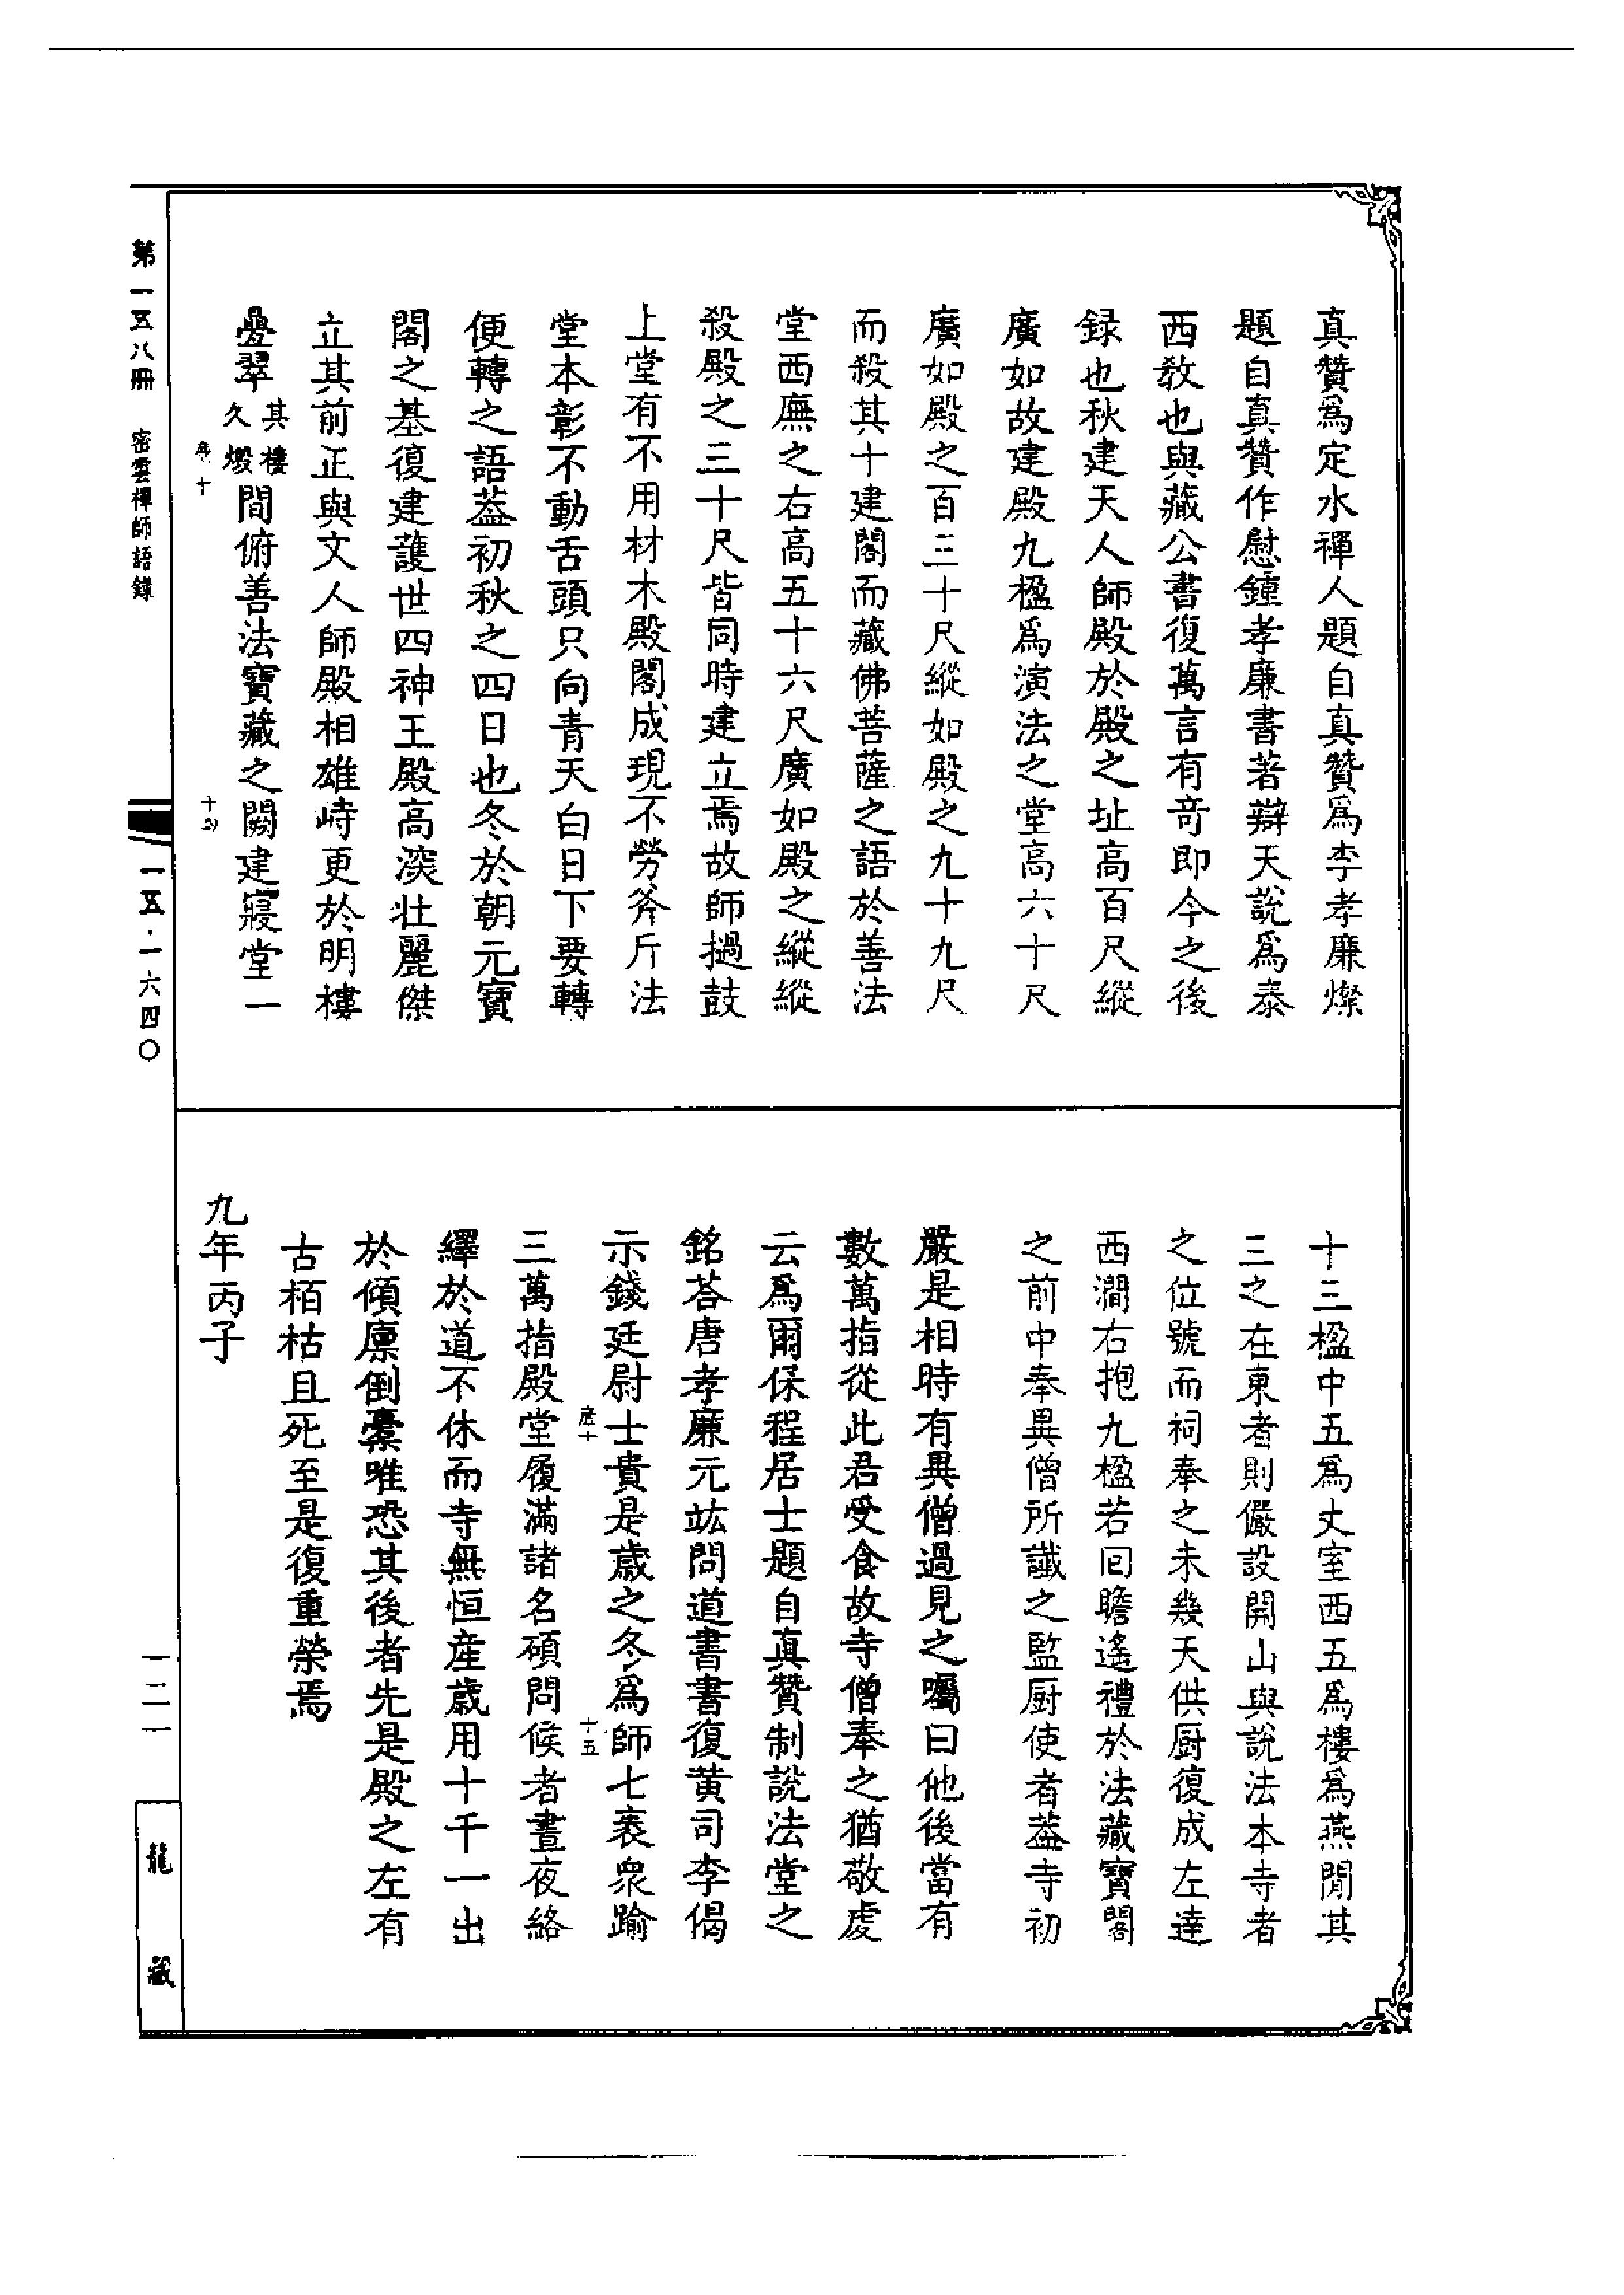 真贊爲定水禪人題自真贊爲李孝廉燦
題自真贊作慰鐘孝廉書著辯天說爲泰
西教也與藏公書復萬言有竒即今之後
録也秋建天人師殿於殿之址高百尺縱
廣如故建殿九楹爲演法之堂高六十尺
廣如殿之百三十尺縱如殿之九十九尺
而殺其十建閣而藏佛菩薩之語於善法
堂西廡之右高五十六尺廣如殿之縱縱
殺殿之三十尺皆同時建立焉故師撾鼓
上堂有不用材木殿閣成現不勞斧斤法
堂本彰不動舌頭只向青天白日下要轉
便轉之語葢初秋之四日也冬於朝元寶
閣之基復建護世四神王殿高深壯麗傑
立其前正與文人師殿相雄峙更於明樓
疊翠其樓久燬間俯善法寶藏之闕建寢堂一
十三楹中五爲丈室西五爲樓爲燕閒其
三之在東者則儼設開山與說法本寺者
之位號而祠奉之未幾天供厨復成左逹
西澗右抱九楹若囘瞻遙禮於法藏寶閣
之前中奉異僧所讖之監厨使者葢寺初
嚴是相時有異僧過見之囑曰他後當有
數萬指從此君受食故寺僧奉之猶敬䖏
云爲爾保程居士題自真贊制說法堂之
銘荅唐孝廉元竑問道書書復黄司李偈
示錢廷尉士貴是歲之冬爲師七袠衆踰
三萬指殿堂履滿諸名碩問候者晝夜絡
繹於道不休而寺無恒産歲用十千一出
於傾廪倒橐唯恐其後者先是殿之左有
古栢枯且死至是復重榮焉
九年丙子
第一五八冊　密雲禪師語錄
一五·一六四〇
一二一
龍藏